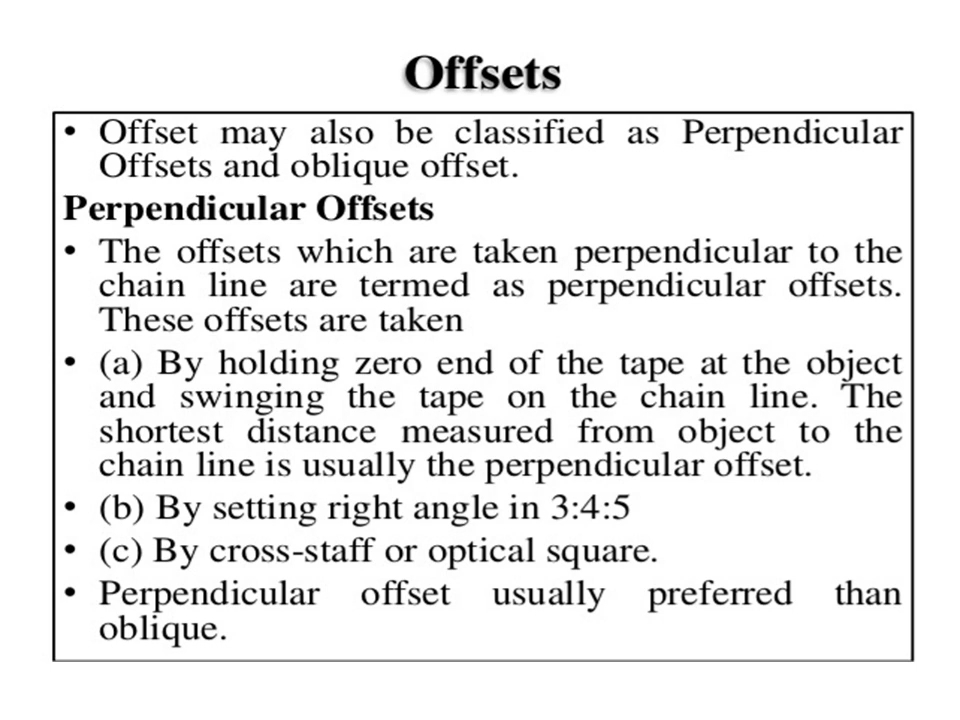 Offsets
• Offset may also be classified as Perpendicular
Offsets and oblique offset.
Perpendicular Offsets
• The offsets which are taken perpendicular to the
chain line are termed as perpendicular offsets.
These offsets are taken
• (a) By holding zero end of the tape at the object
and swinging the tape on the chain line. The
shortest distance measured from object to the
chain line is usually the perpendicular offset.
• (b) By setting right angle in 3:4:5
• (c) By cross-staff or optical square.
• Perpendicular offset usually preferred than
oblique.